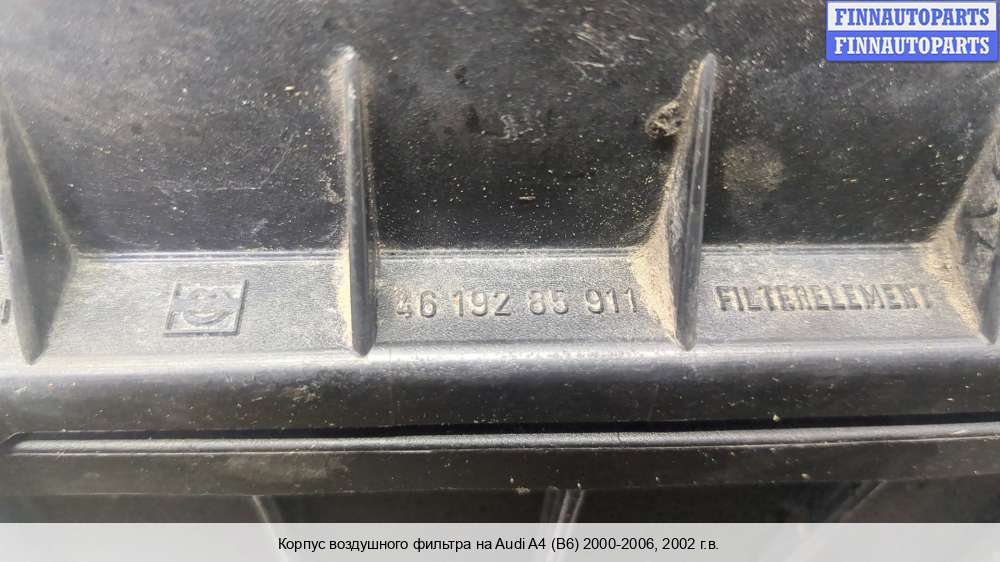 FINNAUTOPARTS
FINNAUTOPARTS
46 192 85 911
FILTERELEMENT
Корпус воздушного фильтра на Audi A4 (B6) 2000-2006, 2002 г.в.